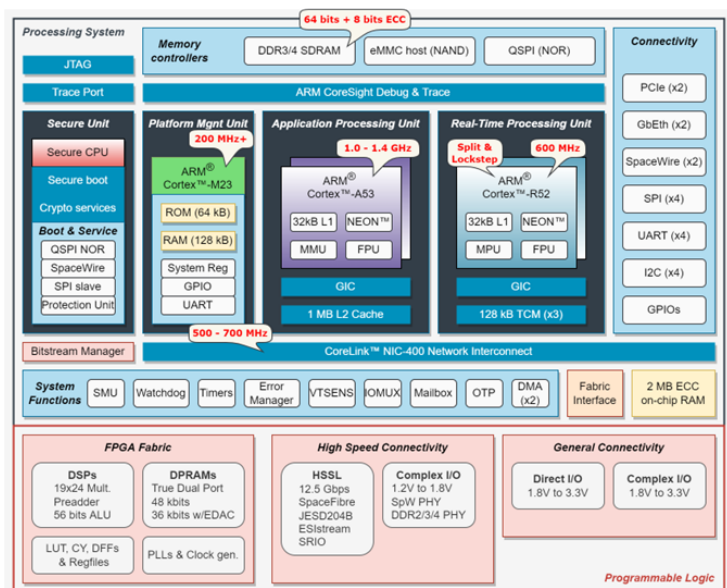 64 bits + 8 bits ECC
Processing System
JTAG
Trace Port
Memory
controllers
DDR3/4 SDRAM
eMMC host (NAND)
QSPI (NOR)
ARM CoreSight Debug & Trace
Connectivity
PCIe (x2)
GbEth (x2)
SpaceWire (x2)
SPI (x4)
UART (x4)
I2C (x4)
GPIOs
Secure Unit
Secure CPU
Secure boot
Crypto services
Boot & Service
QSPI NOR
SpaceWire
SPI slave
Protection Unit
Platform Mgnt Unit
200 MHz+
ARM®
Cortex™-M23
ROM (64 kB)
RAM (128 kB)
System Reg
GPIO
UART
Application Processing Unit
1.0 - 1.4 GHz
ARM®
Cortex™-A53
32kB L1
NEON™
MMU
FPU
GIC
1 MB L2 Cache
Real-Time Processing Unit
Split &
Lockstep
600 MHz
ARM®
Cortex™-R52
32kB L1
NEON™
MPU
FPU
GIC
128 kB TCM (x3)
500 - 700 MHz
Bitstream Manager
CoreLink™ NIC-400 Network Interconnect
System
Functions
SMU
Watchdog
Timers
Error
Manager
VTSENS
IOMUX
Mailbox
OTP
DMA
(x2)
Fabric
Interface
2 MB ECC
on-chip RAM
FPGA Fabric
DSPs
19x24 Mult.
Preadder
56 bits ALU
DPRAMs
True Dual Port
48 kbits
36 kbits w/EDAC
LUT, CY, DFFs
& Regfiles
PLLs & Clock gen.
High Speed Connectivity
HSSL
12.5 Gbps
SpaceFibre
JESD204B
ESIstream
SRIO
Complex I/O
1.2V to 1.8V
SpW PHY
DDR2/3/4 PHY
General Connectivity
Direct I/O
1.8V to 3.3V
Complex I/O
1.8V to 3.3V
Programmable Logic